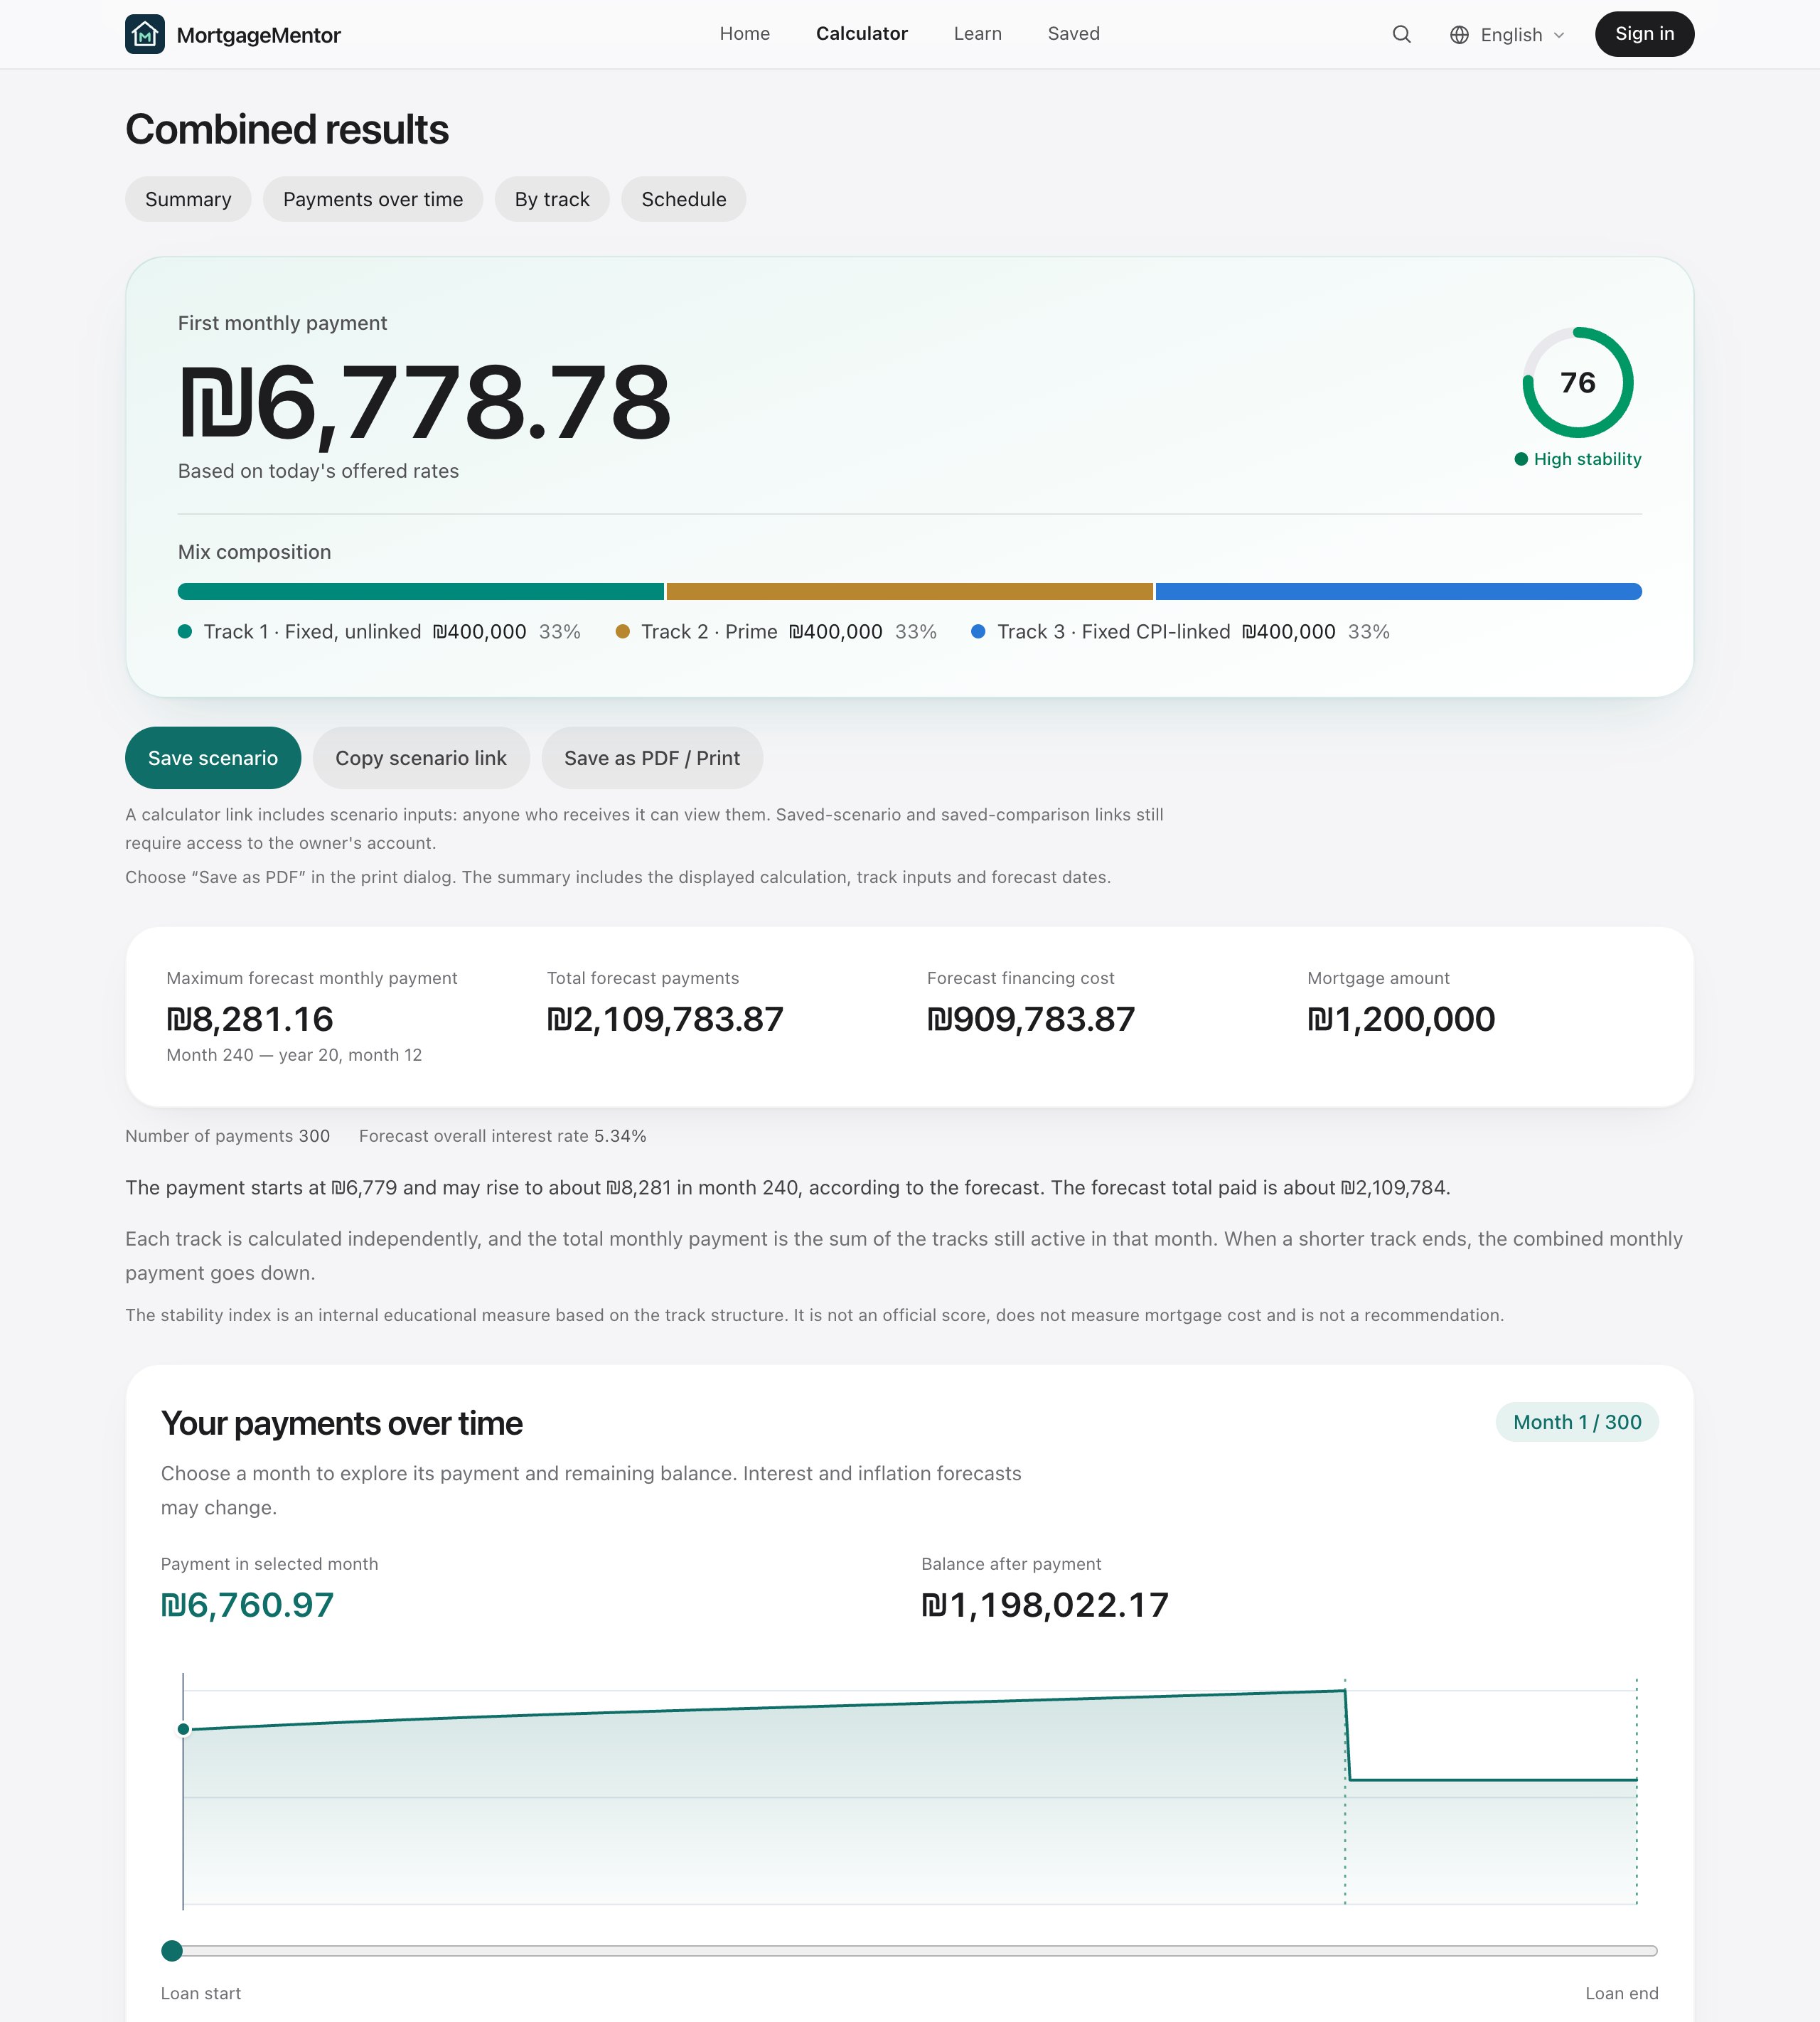 MortgageMentor
Home
Calculator
Learn
Saved
English
Sign in
Combined results
Summary
Payments over time
By track
Schedule
First monthly payment
₪6,778.78
Based on today's offered rates
76
High stability
Mix composition
Track 1 · Fixed, unlinked ₪400,000 33%
Track 2 · Prime ₪400,000 33%
Track 3 · Fixed CPI-linked ₪400,000 33%
Save scenario
Copy scenario link
Save as PDF / Print
A calculator link includes scenario inputs: anyone who receives it can view them. Saved-scenario and saved-comparison links still
require access to the owner's account.
Choose “Save as PDF” in the print dialog. The summary includes the displayed calculation, track inputs and forecast dates.
Maximum forecast monthly payment
₪8,281.16
Month 240 — year 20, month 12
Total forecast payments
₪2,109,783.87
Forecast financing cost
₪909,783.87
Mortgage amount
₪1,200,000
Number of payments 300
Forecast overall interest rate 5.34%
The payment starts at ₪6,779 and may rise to about ₪8,281 in month 240, according to the forecast. The forecast total paid is about ₪2,109,784.
Each track is calculated independently, and the total monthly payment is the sum of the tracks still active in that month. When a shorter track ends, the combined monthly
payment goes down.
The stability index is an internal educational measure based on the track structure. It is not an official score, does not measure mortgage cost and is not a recommendation.
Your payments over time
Month 1 / 300
Choose a month to explore its payment and remaining balance. Interest and inflation forecasts
may change.
Payment in selected month
₪6,760.97
Balance after payment
₪1,198,022.17
Loan start
Loan end